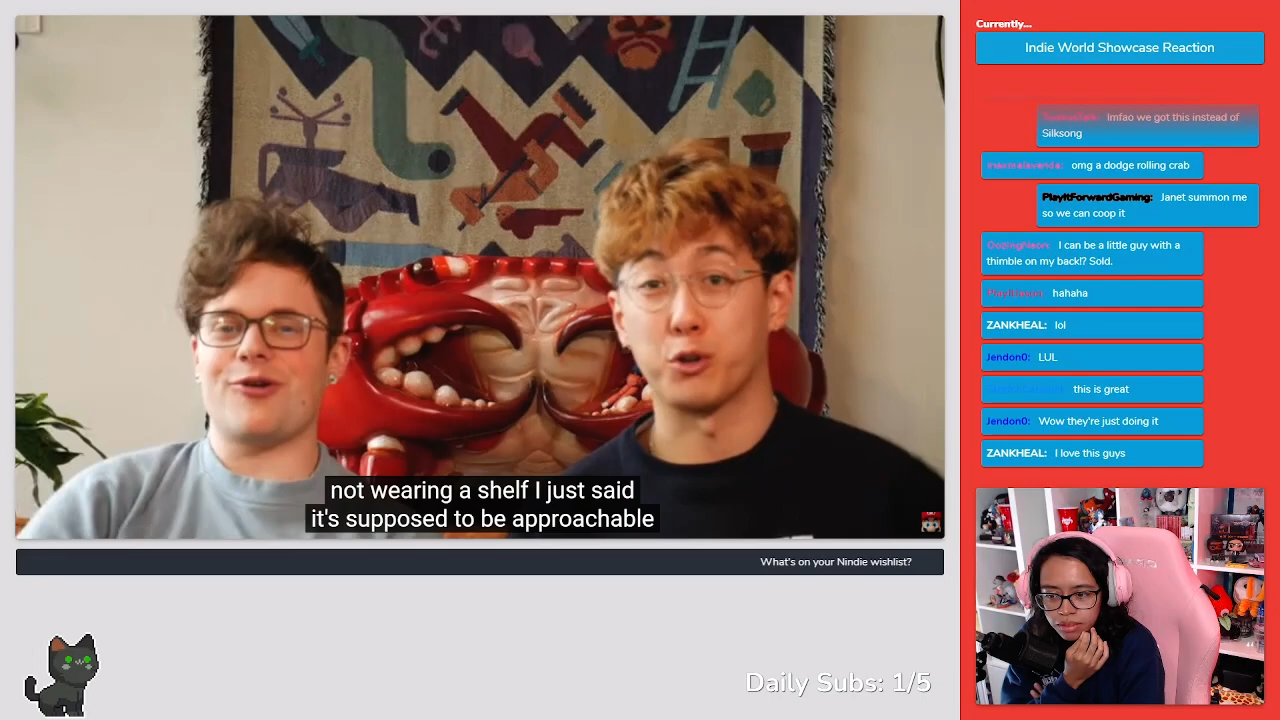 not wearing a shelf I just said
it's supposed to be approachable
What's on your Nindie wishlist?
Daily Subs: 1/5
Currently...
Indie World Showcase Reaction
lmfao we got this instead of
Silksong
omg a dodge rolling crab
PlayItForwardGaming: Janet summon me
so we can coop it
OozingNeon: I can be a little guy with a
thimble on my back!? Sold.
hahaha
ZANKHEAL: lol
Jendon0: LUL
this is great
Jendon0: Wow they're just doing it
ZANKHEAL: I love this guys